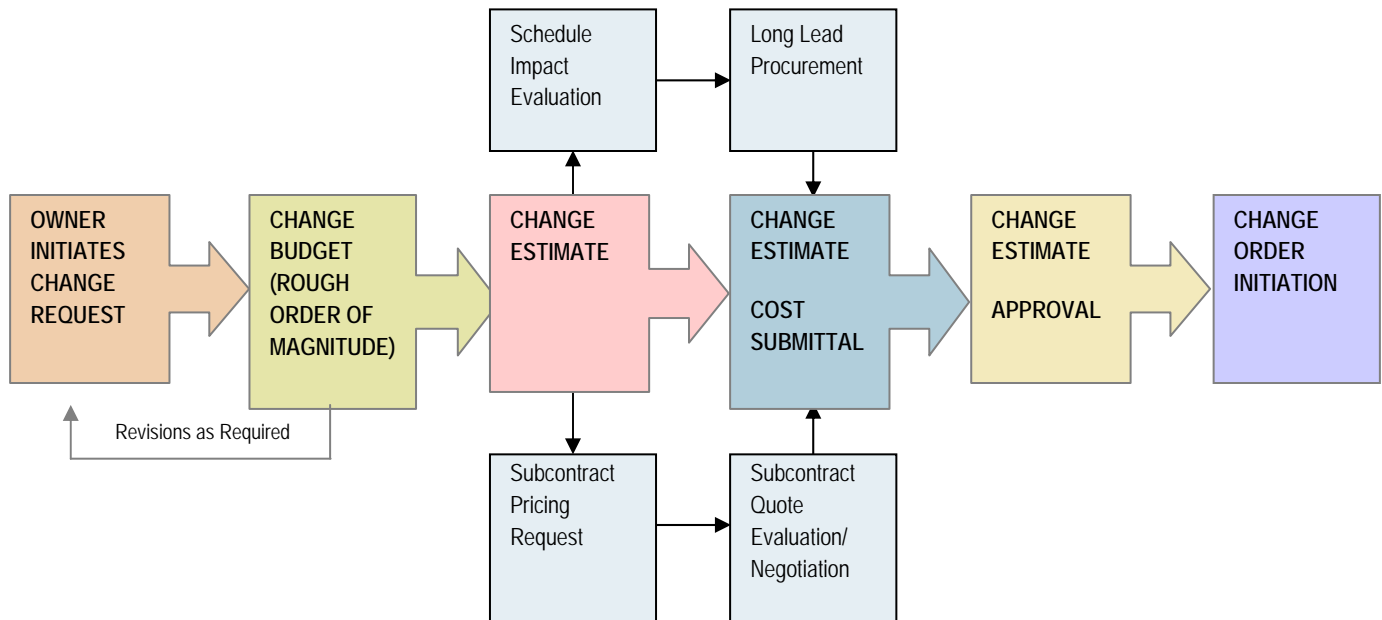 Schedule
Impact
Evaluation
Long Lead
Procurement
OWNER
INITIATES
CHANGE
REQUEST
CHANGE
BUDGET
(ROUGH
ORDER OF
MAGNITUDE)
CHANGE
ESTIMATE
CHANGE
ESTIMATE
COST
SUBMITTAL
CHANGE
ESTIMATE
APPROVAL
CHANGE
ORDER
INITIATION
Revisions as Required
Subcontract
Pricing
Request
Subcontract
Quote
Evaluation/
Negotiation